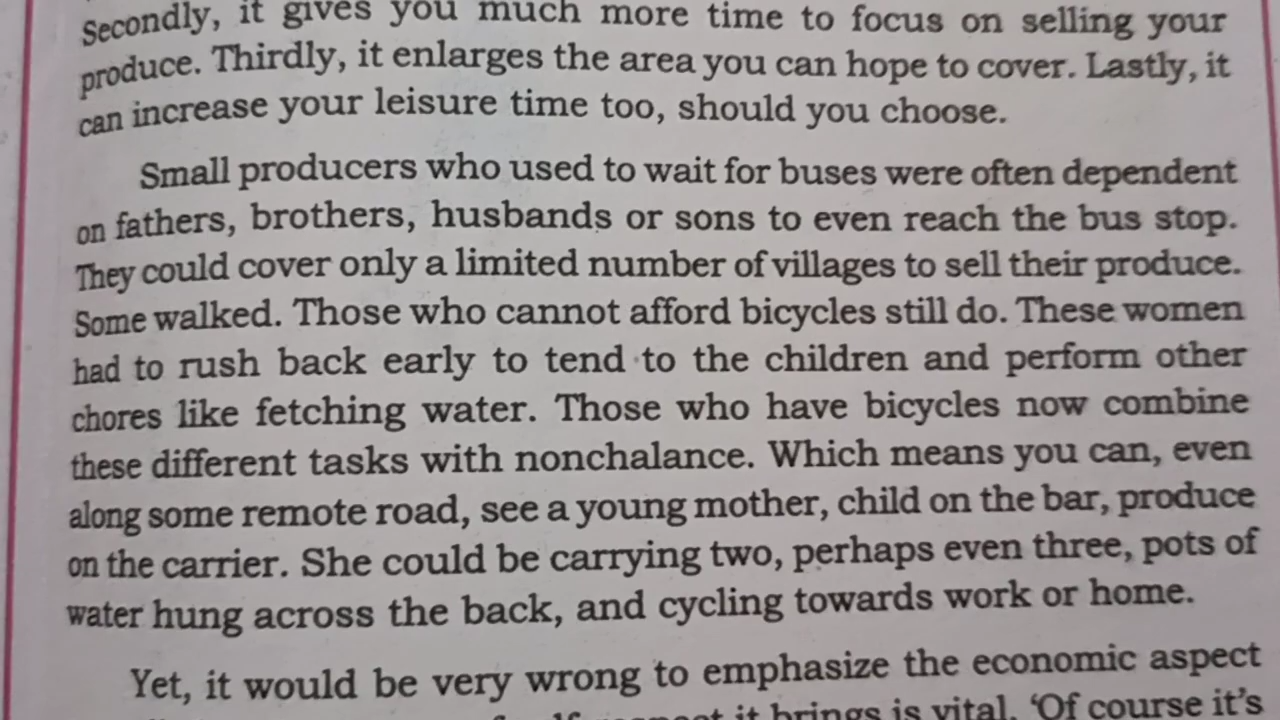 Secondly, it gives you much more time to focus on selling your
produce. Thirdly, it enlarges the area you can hope to cover. Lastly, it
can increase your leisure time too, should you choose.
Small producers who used to wait for buses were often dependent
on fathers, brothers, husbands or sons to even reach the bus stop.
They could cover only a limited number of villages to sell their produce.
Some walked. Those who cannot afford bicycles still do. These women
had to rush back early to tend to the children and perform other
chores like fetching water. Those who have bicycles now combine
these different tasks with nonchalance. Which means you can, even
along some remote road, see a young mother, child on the bar, produce
on the carrier. She could be carrying two, perhaps even three, pots of
water hung across the back, and cycling towards work or home.
Yet, it would be very wrong to emphasize the economic aspect
it brings is vital. ‘Of course it’s